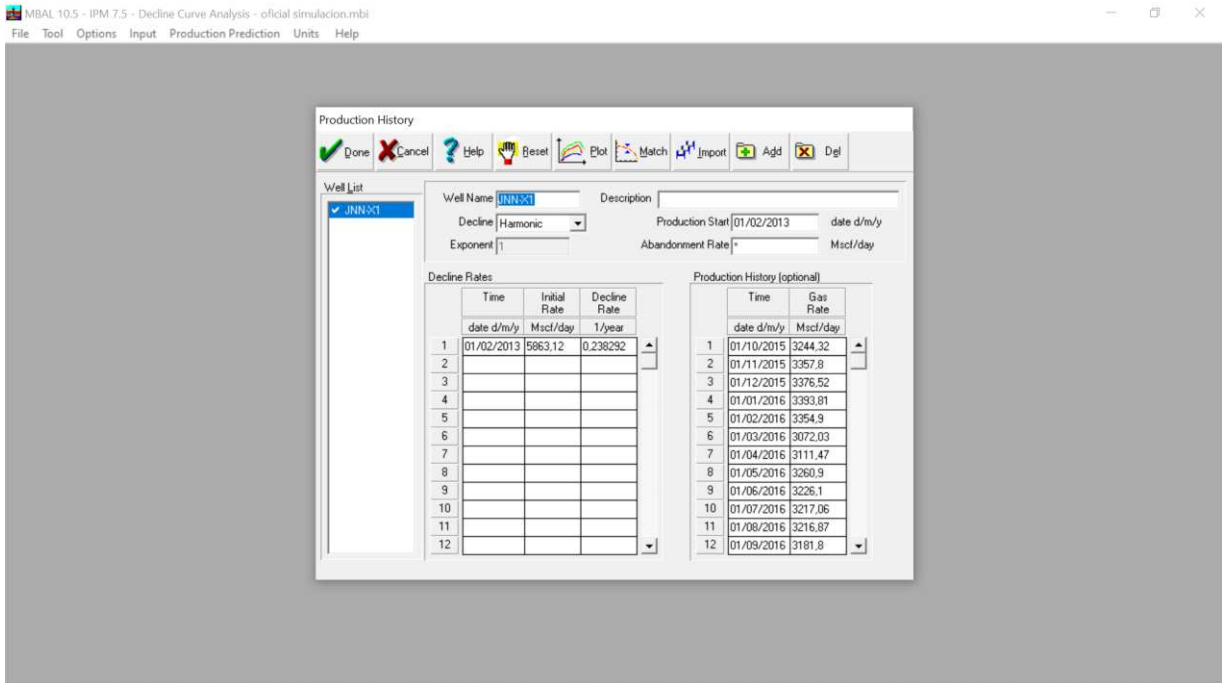 MBAL 10.5 - IPM 7.5 - Decline Curve Analysis - oficial simulacion.mbi
File Tool Options Input Production Prediction Units Help
Production History
Done Cancel Help Reset Plot Match Import Add Del
Well List
JNN-X1
Well Name JNN-X1 Description
Decline Harmonic Production Start 01/02/2013 date d/m/y
Exponent 1 Abandonment Rate * Mscf/day
Decline Rates
Time Initial Rate Decline Rate
date d/m/y Mscf/day 1/year
1 01/02/2013 5863,12 0,238292
2
3
4
5
6
7
8
9
10
11
12
Production History (optional)
Time Gas Rate
date d/m/y Mscf/day
1 01/10/2015 3244,32
2 01/11/2015 3357,8
3 01/12/2015 3376,52
4 01/01/2016 3393,81
5 01/02/2016 3354,9
6 01/03/2016 3072,03
7 01/04/2016 3111,47
8 01/05/2016 3260,9
9 01/06/2016 3226,1
10 01/07/2016 3217,06
11 01/08/2016 3216,87
12 01/09/2016 3181,8